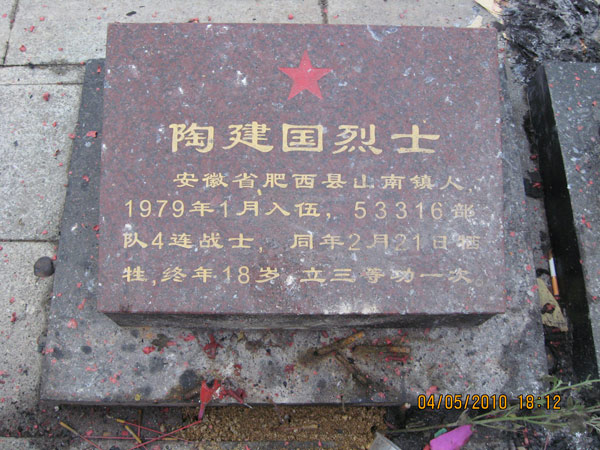 陶建国烈士
安徽省肥西县山南镇人
1979年1月入伍，53316部
队4连战士，同年2月21日牺
牲，终年18岁 立三等功一次
04/05/2010 18:12